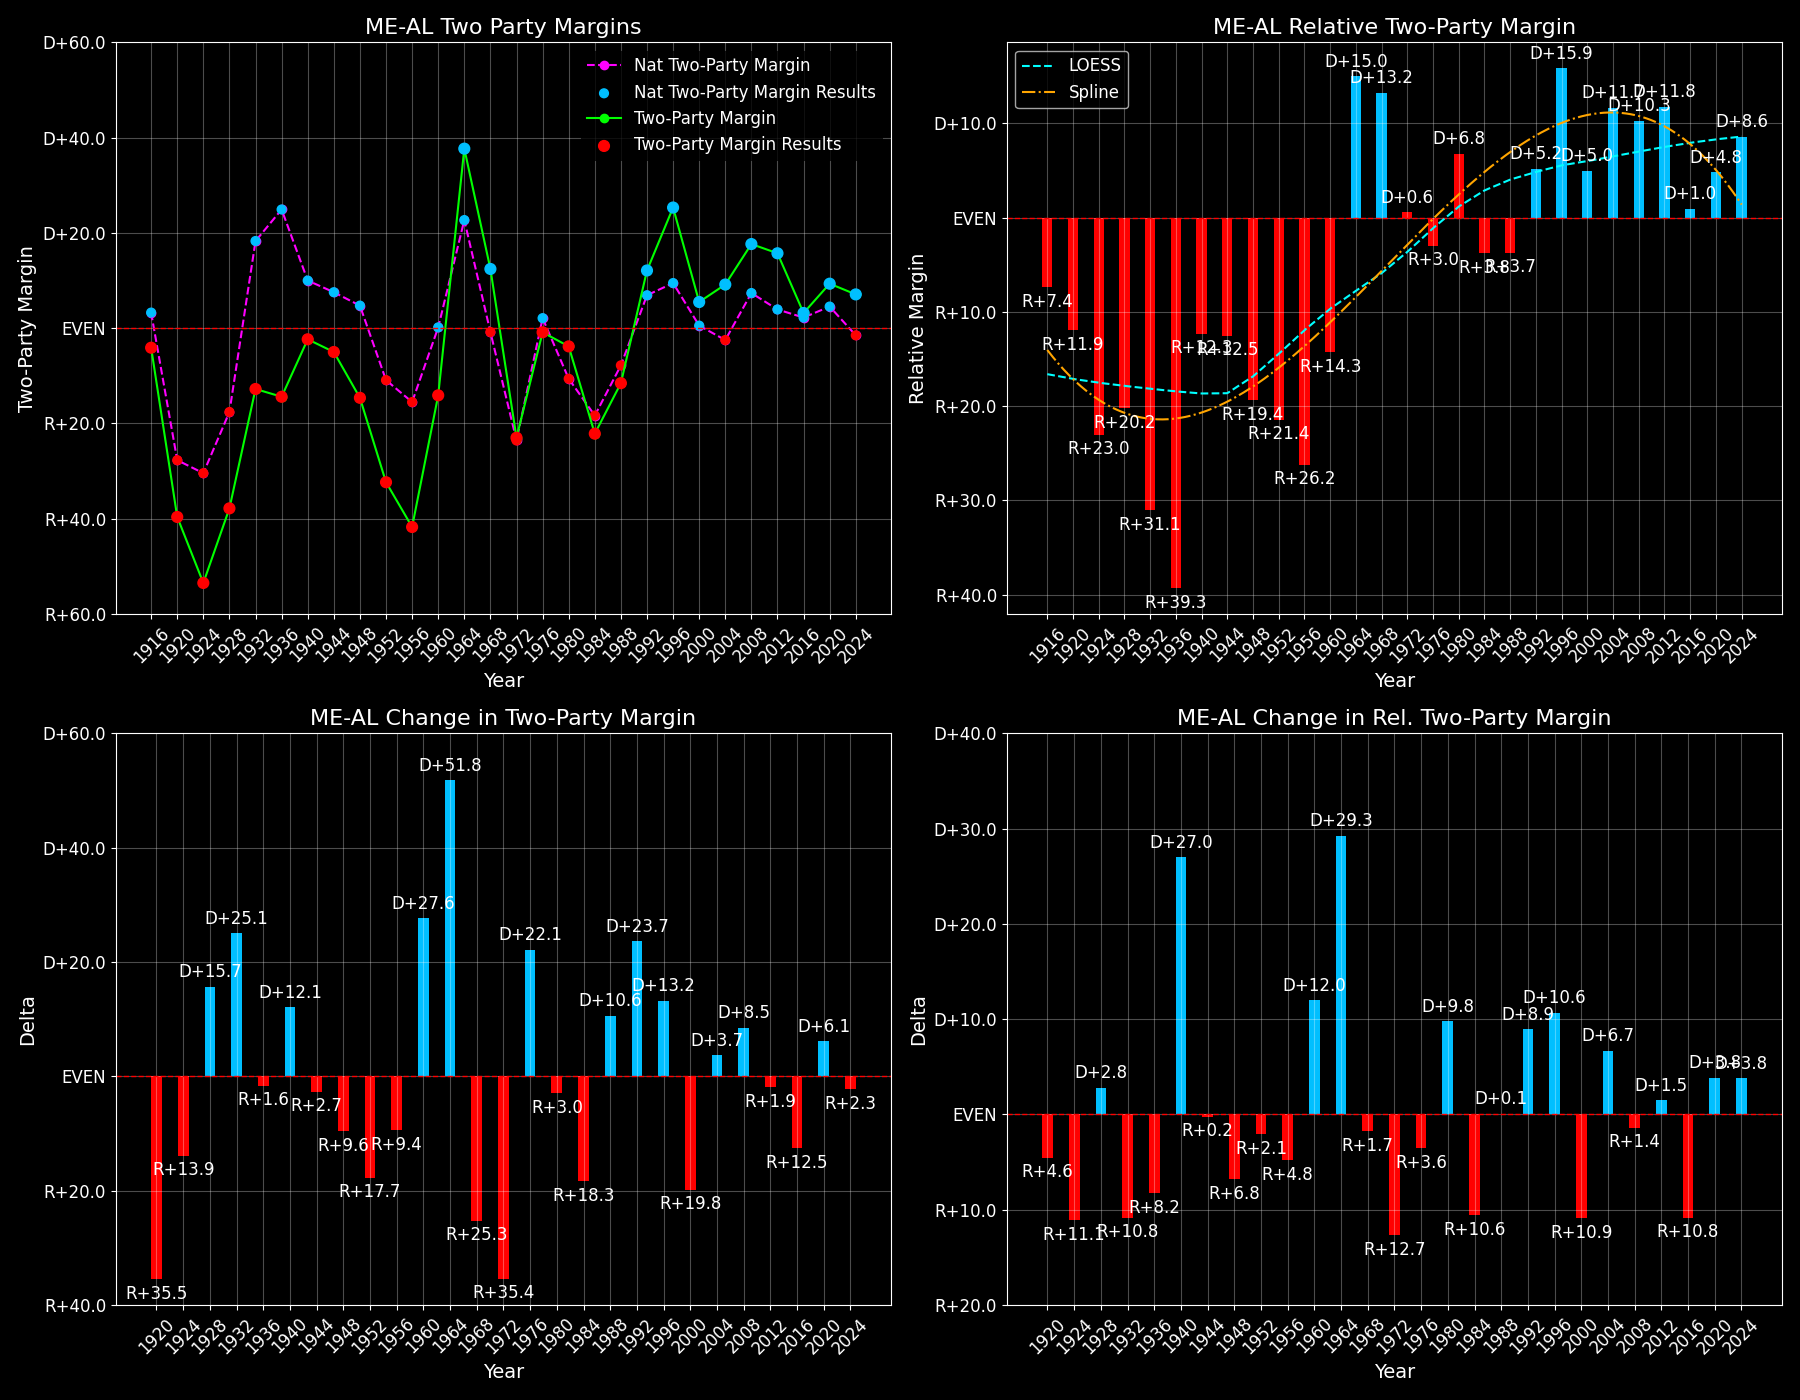 ME-AL Two Party Margins
D+60.0
D+40.0
D+20.0
EVEN
R+20.0
R+40.0
R+60.0
Two-Party Margin
Nat Two-Party Margin
Nat Two-Party Margin Results
Two-Party Margin
Two-Party Margin Results
1916 1920 1924 1928 1932 1936 1940 1944 1948 1952 1956 1960 1964 1968 1972 1976 1980 1984 1988 1992 1996 2000 2004 2008 2012 2016 2020 2024
Year
ME-AL Relative Two-Party Margin
LOESS
Spline
D+10.0
EVEN
R+10.0
R+20.0
R+30.0
R+40.0
Relative Margin
R+7.4
R+11.9
R+23.0
R+20.2
R+31.1
R+39.3
R+12.3
R+12.5
R+19.4
R+21.4
R+26.2
R+14.3
D+15.0
D+13.2
D+0.6
R+3.0
D+6.8
R+3.8
R+3.7
D+5.2
D+15.9
D+5.0
D+11.7
D+10.3
D+11.8
D+1.0
D+4.8
D+8.6
1916 1920 1924 1928 1932 1936 1940 1944 1948 1952 1956 1960 1964 1968 1972 1976 1980 1984 1988 1992 1996 2000 2004 2008 2012 2016 2020 2024
Year
ME-AL Change in Two-Party Margin
D+60.0
D+40.0
D+20.0
EVEN
R+20.0
R+40.0
Delta
R+35.5
R+13.9
D+15.7
D+25.1
R+1.6
D+12.1
R+2.7
R+9.6
R+17.7
R+9.4
D+27.6
D+51.8
R+25.3
R+35.4
D+22.1
R+3.0
R+18.3
D+10.6
D+23.7
D+13.2
R+19.8
D+3.7
D+8.5
R+1.9
R+12.5
D+6.1
R+2.3
1920 1924 1928 1932 1936 1940 1944 1948 1952 1956 1960 1964 1968 1972 1976 1980 1984 1988 1992 1996 2000 2004 2008 2012 2016 2020 2024
Year
ME-AL Change in Rel. Two-Party Margin
D+40.0
D+30.0
D+20.0
D+10.0
EVEN
R+10.0
R+20.0
Delta
R+4.6
R+11.1
D+2.8
R+10.8
R+8.2
D+27.0
R+0.2
R+6.8
R+2.1
R+4.8
D+12.0
D+29.3
R+1.7
R+12.7
R+3.6
D+9.8
R+10.6
D+0.1
D+8.9
D+10.6
R+10.9
D+6.7
R+1.4
D+1.5
R+10.8
D+3.8
D+3.8
1920 1924 1928 1932 1936 1940 1944 1948 1952 1956 1960 1964 1968 1972 1976 1980 1984 1988 1992 1996 2000 2004 2008 2012 2016 2020 2024
Year